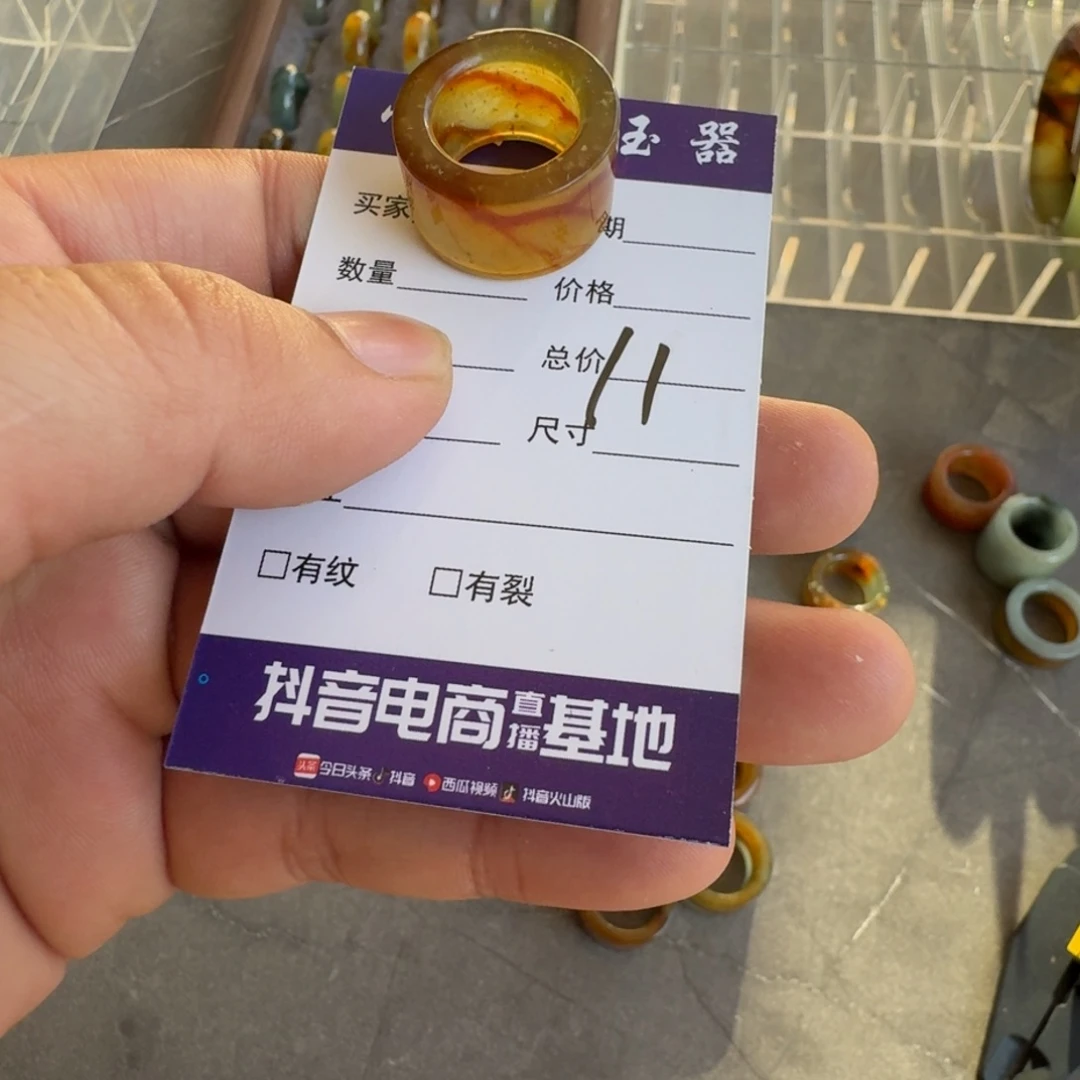 玉器
买家 期
数量 价格
总价
11
尺寸
□有纹 □有裂
抖音电商直播基地
头条 今日头条 抖音 西瓜视频 抖音火山版